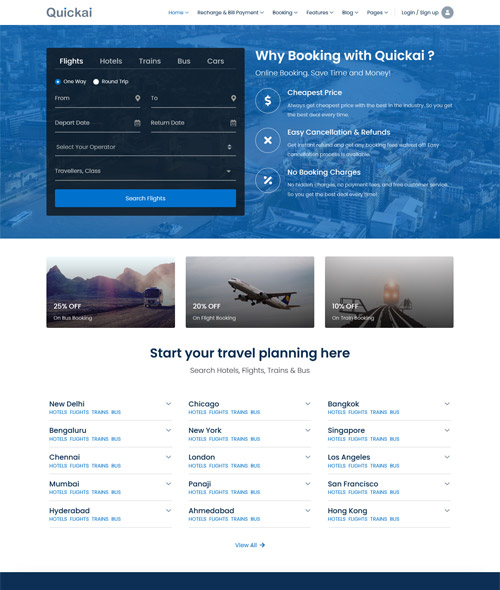 Quickai
Home
Recharge & Bill Payment
Booking
Features
Blog
Pages
Login / Sign up
Flights
Hotels
Trains
Bus
Cars
One Way
Round Trip
From
To
Depart Date
Return Date
Select Your Operator
Travellers, Class
Search Flights
Why Booking with Quickai ?
Online Booking. Save Time and Money!
Cheapest Price
Always get cheapest price with the best in the industry. So you get
the best deal every time.
Easy Cancellation & Refunds
Get instant refund and get any booking fees waived off! Easy
cancellation process is available.
No Booking Charges
No hidden charges, no payment fees, and free customer service.
So you get the best deal every time!
25% OFF
On Bus Booking
20% OFF
On Flight Booking
10% OFF
On Train Booking
Start your travel planning here
Search Hotels, Flights, Trains & Bus
New Delhi
HOTELS FLIGHTS TRAINS BUS
Chicago
HOTELS FLIGHTS TRAINS BUS
Bangkok
HOTELS FLIGHTS TRAINS BUS
Bengaluru
HOTELS FLIGHTS TRAINS BUS
New York
HOTELS FLIGHTS TRAINS BUS
Singapore
HOTELS FLIGHTS TRAINS BUS
Chennai
HOTELS FLIGHTS TRAINS BUS
London
HOTELS FLIGHTS TRAINS BUS
Los Angeles
HOTELS FLIGHTS TRAINS BUS
Mumbai
HOTELS FLIGHTS TRAINS BUS
Panaji
HOTELS FLIGHTS TRAINS BUS
San Francisco
HOTELS FLIGHTS TRAINS BUS
Hyderabad
HOTELS FLIGHTS TRAINS BUS
Ahmedabad
HOTELS FLIGHTS TRAINS BUS
Hong Kong
HOTELS FLIGHTS TRAINS BUS
View All